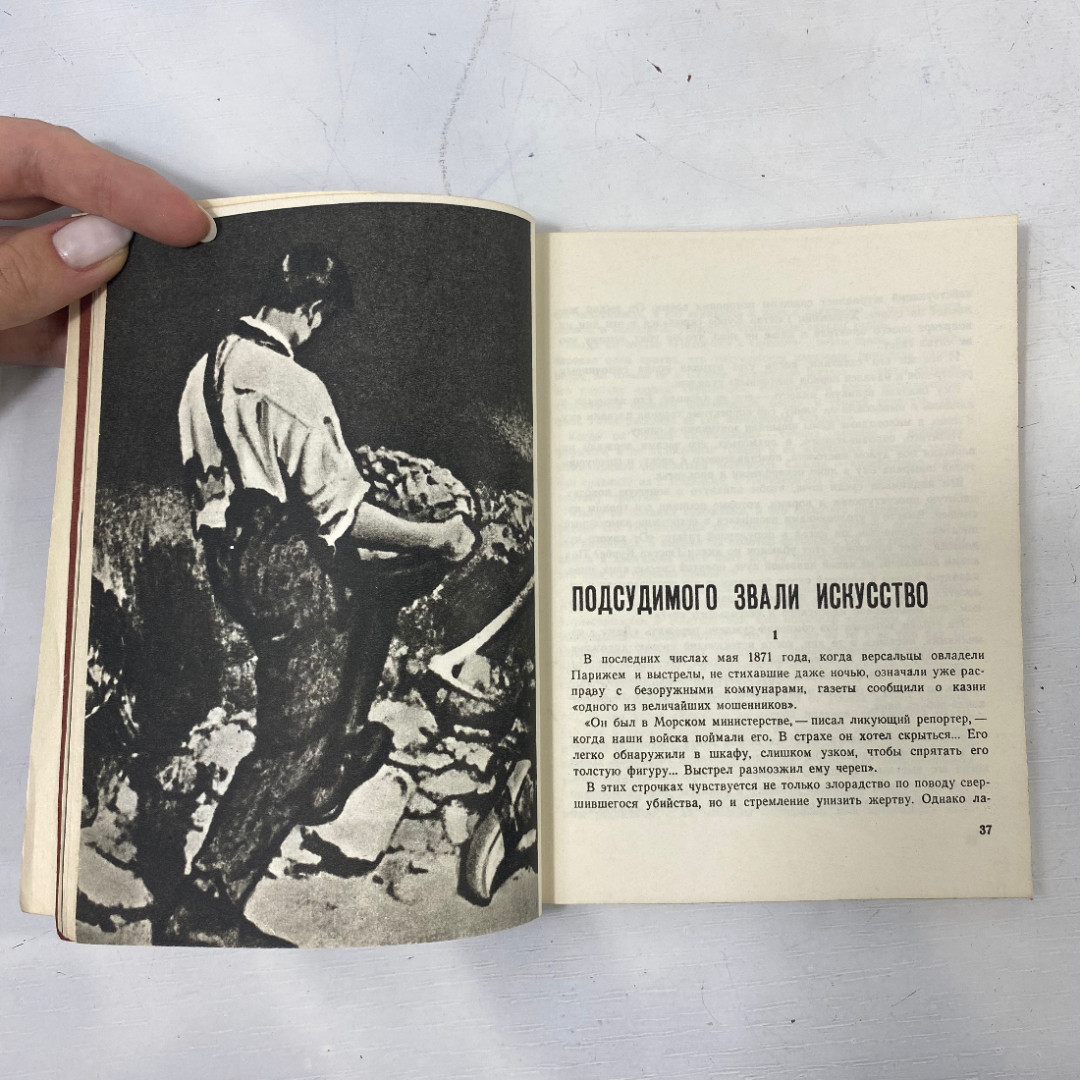 ПОДСУДИМОГО ЗВАЛИ ИСКУССТВО
1
В последних числах мая 1871 года, когда версальцы овладели
Парижем и выстрелы, не стихавшие даже ночью, означали уже рас-
праву с безоружными коммунарами, газеты сообщили о казни
«одного из величайших мошенников».
«Он был в Морском министерстве, — писал ликующий репортер, —
когда наши войска поймали его. В страхе он хотел скрыться... Его
легко обнаружили в шкафу, слишком узком, чтобы спрятать его
толстую фигуру... Выстрел размозжил ему череп».
В этих строчках чувствуется не только злорадство по поводу свер-
шившегося убийства, но и стремление унизить жертву. Однако ла-
37